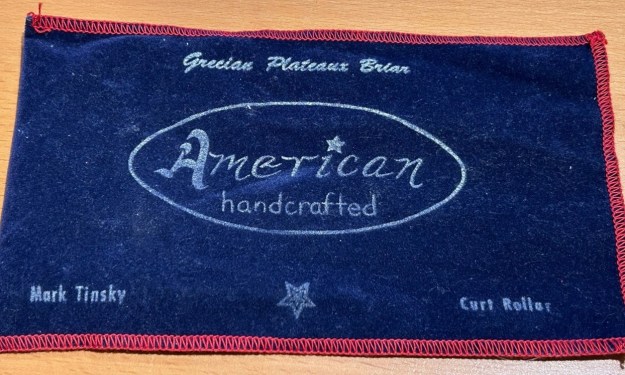 Grecian Plateaux Briar
American
handcrafted
Mark Tinsky
Curt Rollar